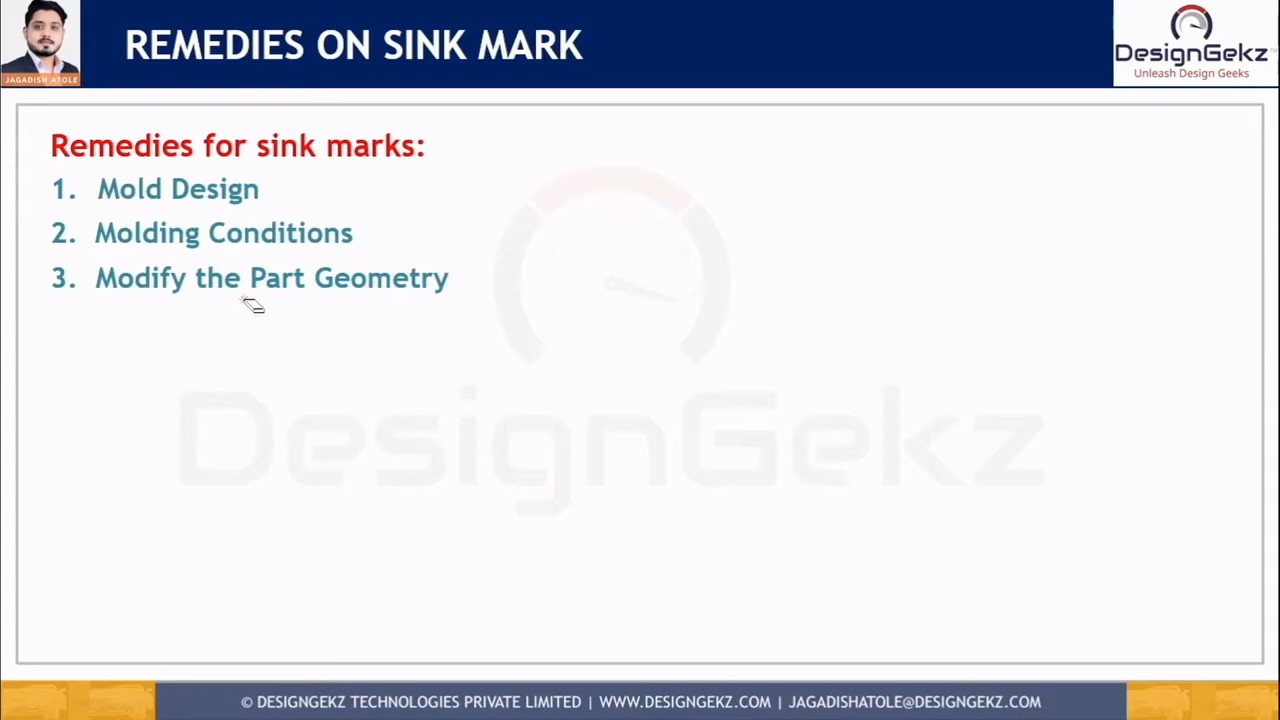 REMEDIES ON SINK MARK
JAGADISH ATOLE
DesignGekz
Unleash Design Geeks
Remedies for sink marks:
1. Mold Design
2. Molding Conditions
3. Modify the Part Geometry
DesignGekz
© DESIGNGEKZ TECHNOLOGIES PRIVATE LIMITED | WWW.DESIGNGEKZ.COM | JAGADISHATOLE@DESIGNGEKZ.COM